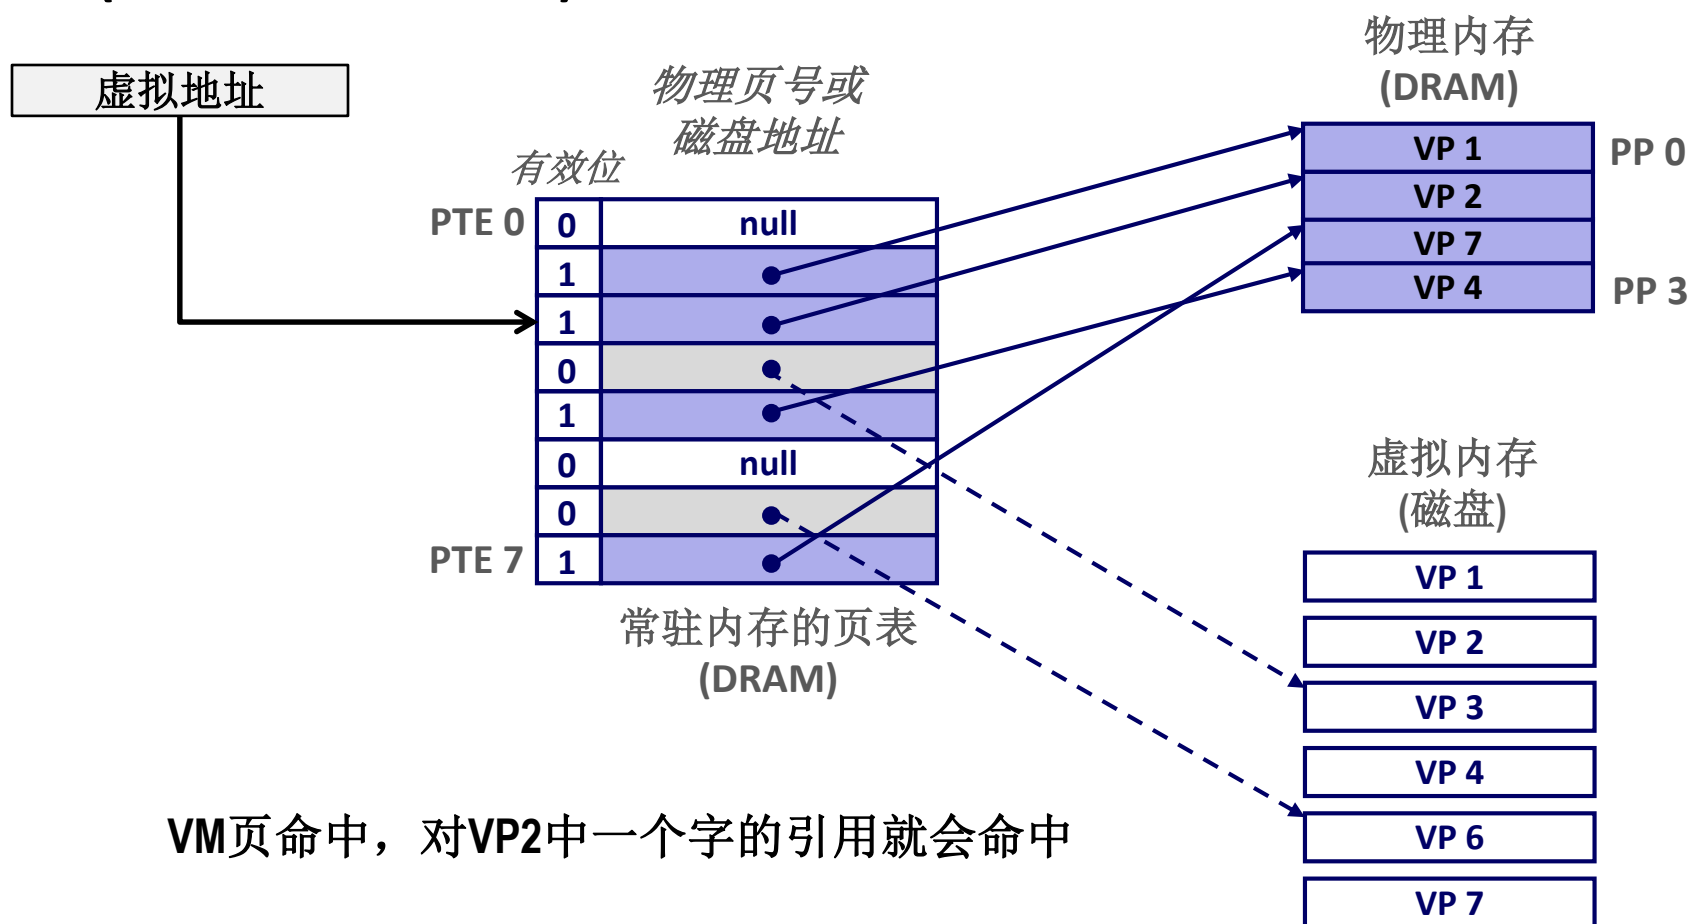 虚拟地址
物理页号或
磁盘地址
有效位
PTE 0
0 null
1
1
0
1
0 null
0
PTE 7 1
常驻内存的页表
(DRAM)
物理内存
(DRAM)
VP 1 PP 0
VP 2
VP 7
VP 4 PP 3
虚拟内存
(磁盘)
VP 1
VP 2
VP 3
VP 4
VP 6
VP 7
VM页命中，对VP2中一个字的引用就会命中